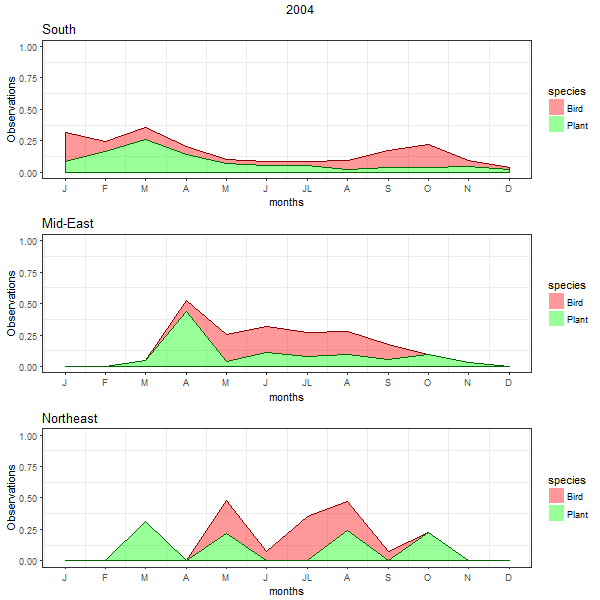 2004
South
Observations
1.00
0.75
0.50
0.25
0.00
J F M A M J JL A S O N D
months
species
Bird
Plant
Mid-East
Observations
1.00
0.75
0.50
0.25
0.00
J F M A M J JL A S O N D
months
species
Bird
Plant
Northeast
Observations
1.00
0.75
0.50
0.25
0.00
J F M A M J JL A S O N D
months
species
Bird
Plant